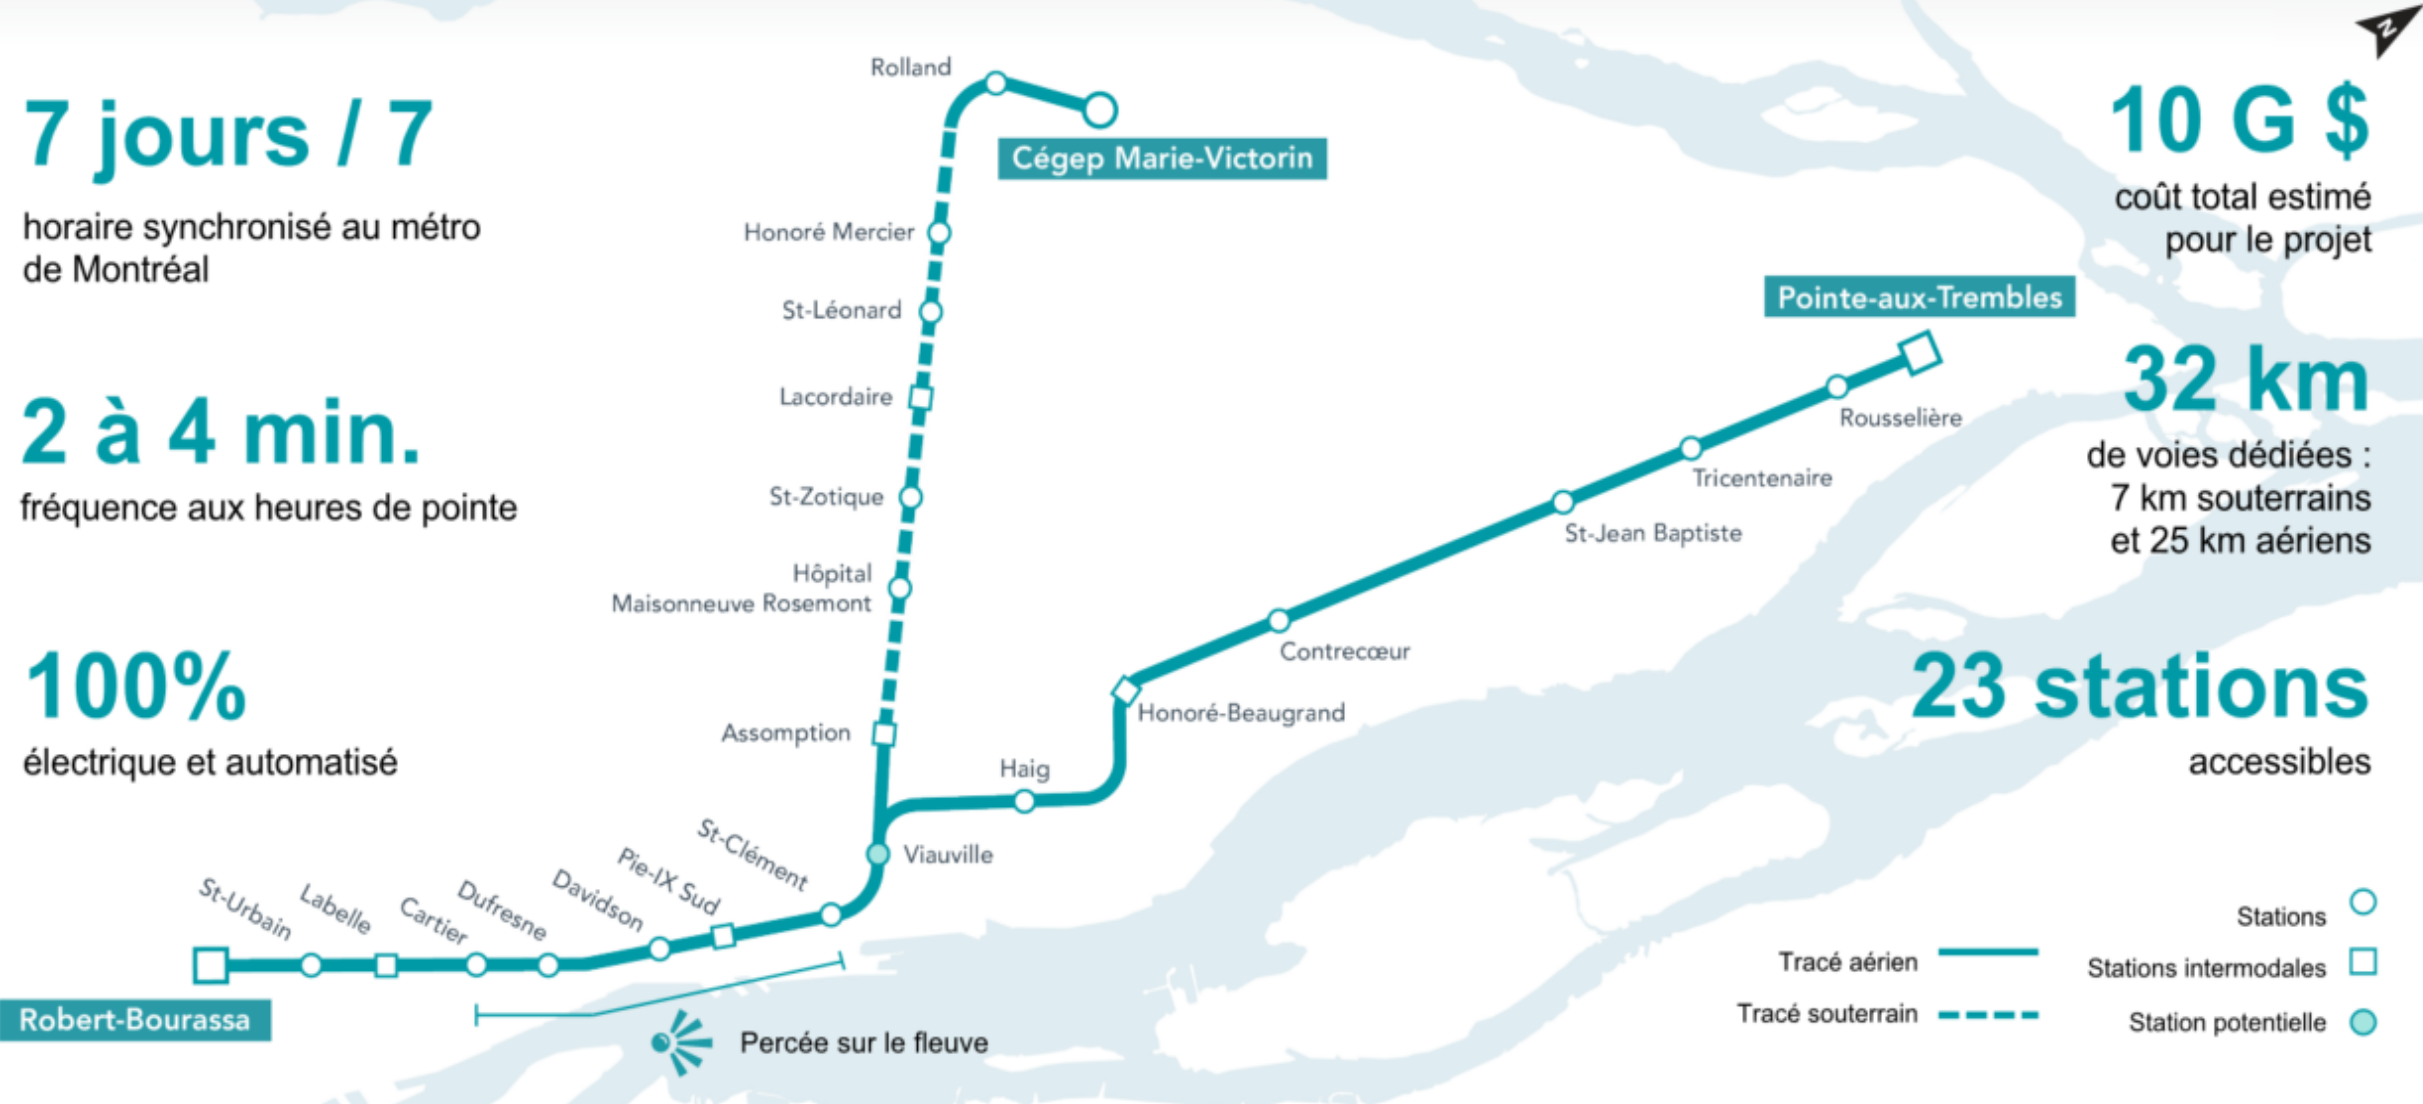 7 jours / 7
horaire synchronisé au métro
de Montréal
2 à 4 min.
fréquence aux heures de pointe
100%
électrique et automatisé
Rolland
Cégep Marie-Victorin
Honoré Mercier
St-Léonard
Lacordaire
St-Zotique
Hôpital
Maisonneuve Rosemont
Assomption
Haig
Viauville
St-Clément
Pie-IX Sud
Davidson
Dufresne
Cartier
Labelle
St-Urbain
Robert-Bourassa
Percée sur le fleuve
Pointe-aux-Trembles
Rousselière
Tricentenaire
St-Jean Baptiste
Contrecœur
Honoré-Beaugrand
N
10 G $
coût total estimé
pour le projet
32 km
de voies dédiées :
7 km souterrains
et 25 km aériens
23 stations
accessibles
Tracé aérien
Tracé souterrain
Stations
Stations intermodales
Station potentielle